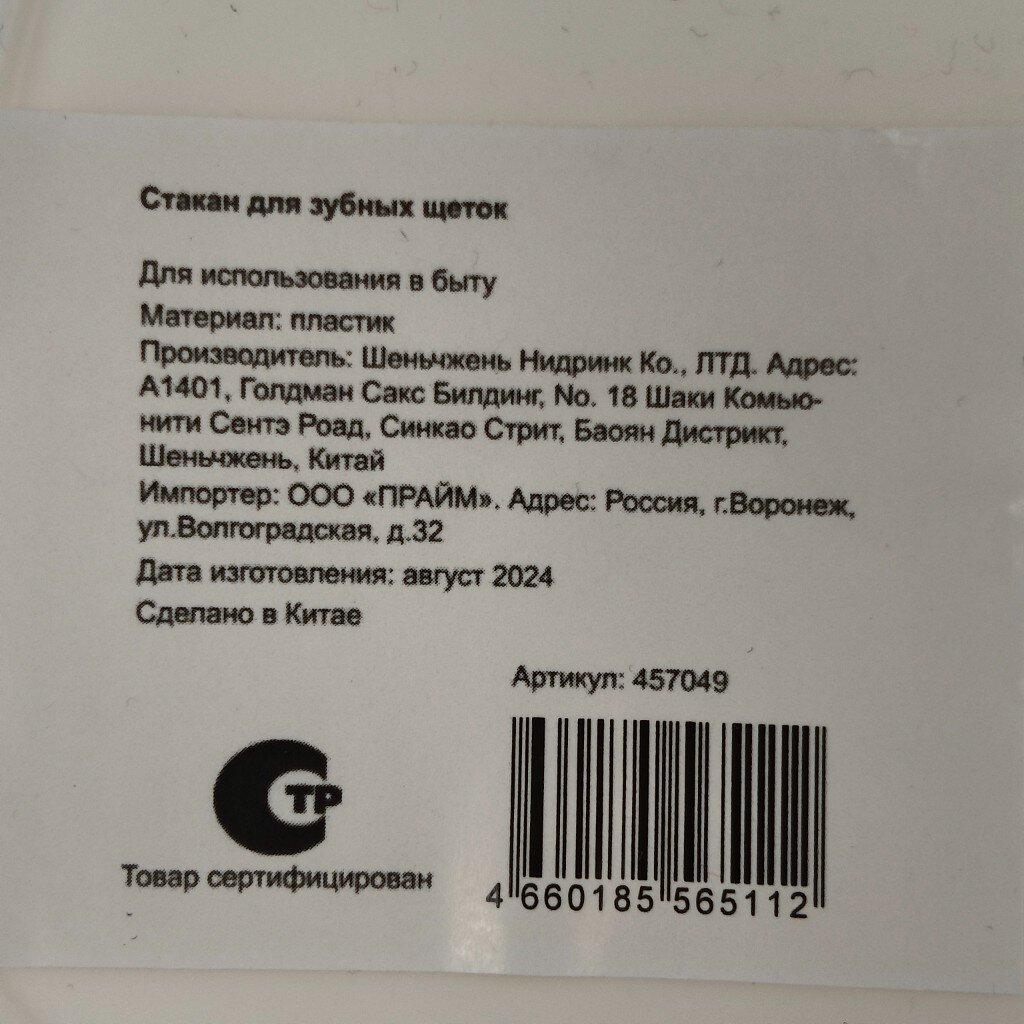 Стакан для зубных щеток
Для использования в быту
Материал: пластик
Производитель: Шеньчжень Нидринк Ко., ЛТД. Адрес:
А1401, Голдман Сакс Билдинг, No. 18 Шаки Комью-
нити Сентэ Роад, Синкао Стрит, Баоян Дистрикт,
Шеньчжень, Китай
Импортер: ООО «ПРАЙМ». Адрес: Россия, г.Воронеж,
ул.Волгоградская, д.32
Дата изготовления: август 2024
Сделано в Китае
Артикул: 457049
ТР
Товар сертифицирован
4 660185 565112